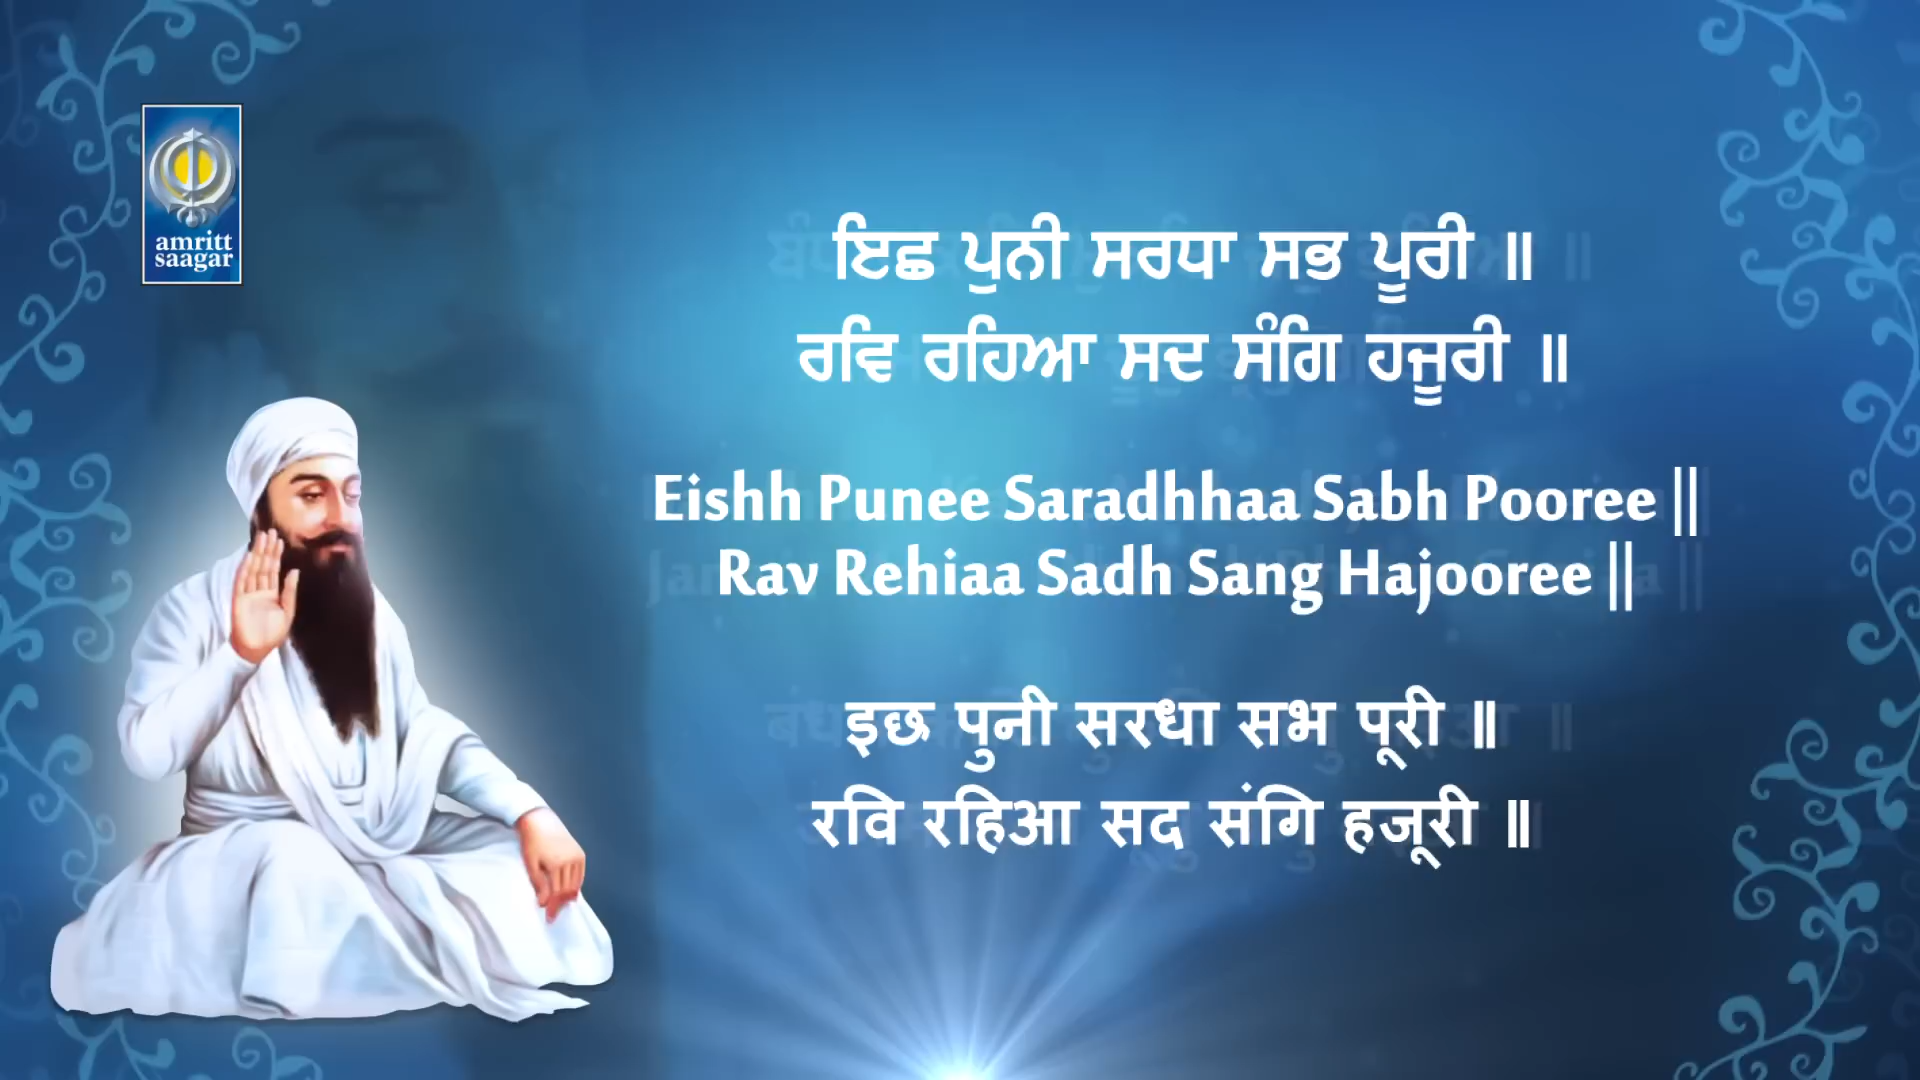 amritt
saagar
ਇਛ ਪੁਨੀ ਸਰਧਾ ਸਭ ਪੂਰੀ ॥
ਰਵਿ ਰਹਿਆ ਸਦ ਸੰਗਿ ਹਜੂਰੀ ॥
Eishh Punee Saradhhaa Sabh Pooree ||
Rav Rehiaa Sadh Sang Hajooree ||
इछ पुनी सरधा सभ पूरी ॥
रवि रहिआ सद संगि हजूरी ॥